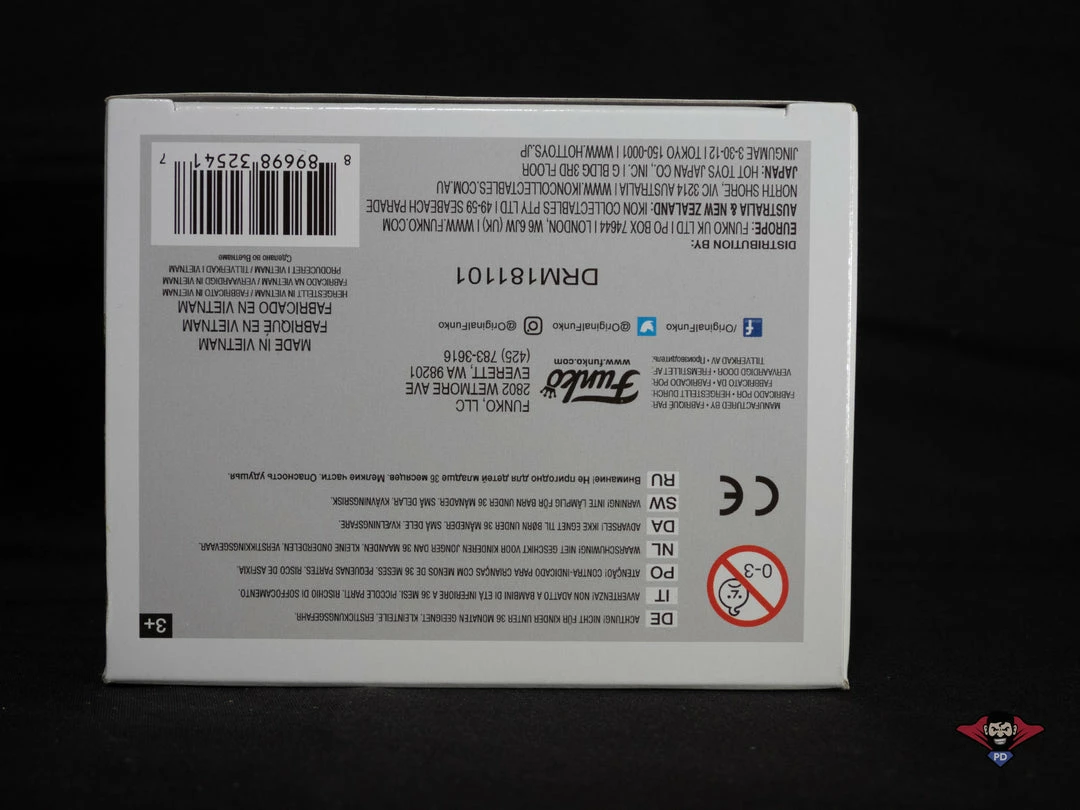 DE ACHTUNG! NICHT FÜR KINDER UNTER 36 MONATEN GEEIGNET. KLEINTEILE. ERSTICKUNGSGEFAHR.
3+
IT AVVERTENZA! NON ADATTO A BAMBINI DI ETÀ INFERIORE A 36 MESI. PICCOLE PARTI. RISCHIO DI SOFFOCAMENTO.
PO ATENÇÃO! CONTRA-INDICADO PARA CRIANÇAS COM MENOS DE 36 MESES. PEQUENAS PARTES. RISCO DE ASFIXIA.
NL WAARSCHUWING! NIET GESCHIKT VOOR KINDEREN JONGER DAN 36 MAANDEN. KLEINE ONDERDELEN. VERSTIKKINGSGEVAAR.
DA ADVARSEL! IKKE EGNET TIL BØRN UNDER 36 MÅNEDER. SMÅ DELE. KVÆLNINGSFARE.
SW VARNING! INTE LÄMPLIG FÖR BARN UNDER 36 MÅNADER. SMÅ DELAR. KVÄVNINGSRISK.
RU Внимание! Не пригодно для детей младше 36 месяцев. Мелкие части. Опасность удушья.
0-3
CE
MANUFACTURED BY • FABRIQUÉ PAR:
FABRICADO POR • HERGESTELLT DURCH:
FABBRICATO DA • FABRICADO POR:
VERVAARDIGD DOOR • FREMSTILLET AF:
TILLVERKAD AV • Производитель:
Funko
www.funko.com
FUNKO, LLC
2802 WETMORE AVE
EVERETT, WA 98201
(425) 783-3616
/OriginalFunko @OriginalFunko @OriginalFunko
DRM181101
MADE IN VIETNAM
FABRIQUÉ EN VIETNAM
FABRICADO EN VIETNAM
HERGESTELLT IN VIETNAM / FABBRICATO IN VIETNAM
FABRICADO NA VIETNAM / VERVAARDIGD IN VIETNAM
PRODUCERET I VIETNAM / TILLVERKAD I VIETNAM
Сделано во Вьетнаме
DISTRIBUTION BY:
EUROPE: FUNKO UK LTD | PO BOX 74644 | LONDON, W6 6JW (UK) | WWW.FUNKO.COM
AUSTRALIA & NEW ZEALAND: IKON COLLECTABLES PTY LTD | 49-59 SEABEACH PARADE
NORTH SHORE, VIC 3214 AUSTRALIA | WWW.IKONCOLLECTABLES.COM.AU
JAPAN: HOT TOYS JAPAN CO., INC. | G BLDG 3RD FLOOR
JINGUMAE 3-30-12 | TOKYO 150-0001 | WWW.HOTTOYS.JP
8 89698 32541 7
PD